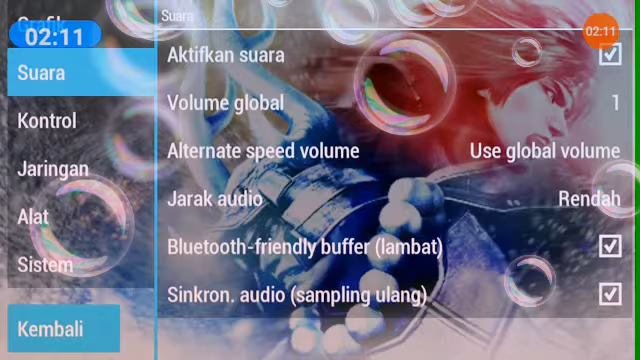 Grafik
02:11
Suara
Kontrol
Jaringan
Alat
Sistem
Kembali
Suara
02:11
Aktifkan suara
Volume global 1
Alternate speed volume Use global volume
Jarak audio Rendah
Bluetooth-friendly buffer (lambat)
Sinkron. audio (sampling ulang)